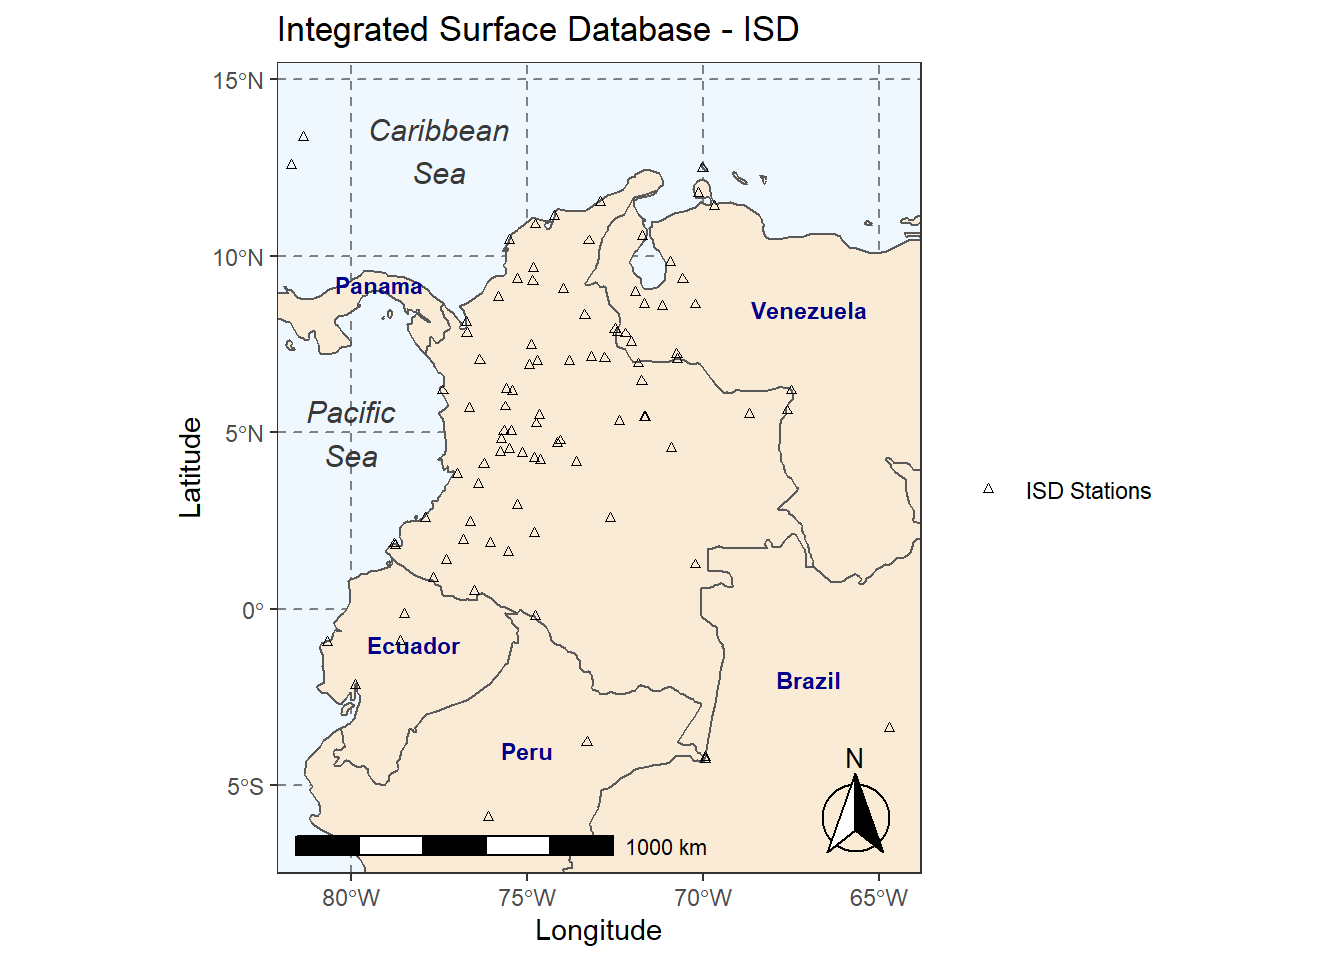 Integrated Surface Database - ISD
15°N
10°N
5°N
0°
5°S
Latitude
Caribbean
Sea
Panama
Venezuela
Pacific
Sea
Ecuador
Brazil
Peru
N
1000 km
80°W
75°W
70°W
65°W
Longitude
ISD Stations